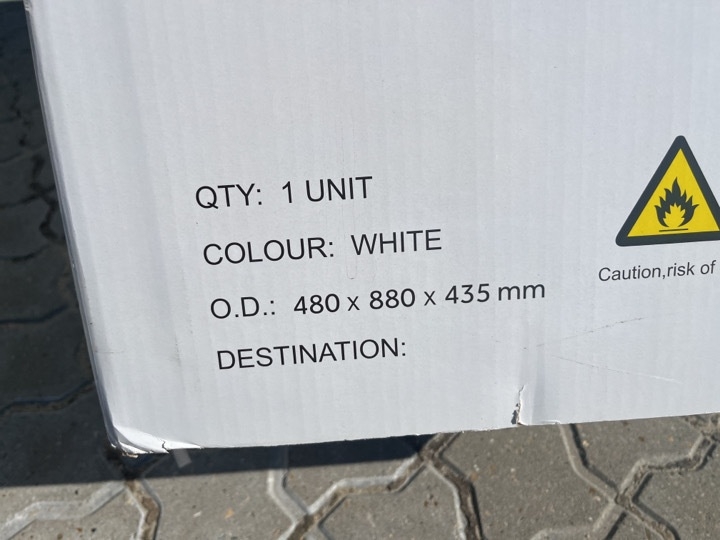 QTY: 1 UNIT
COLOUR: WHITE
O.D.: 480 x 880 x 435 mm
DESTINATION:
Caution,risk of